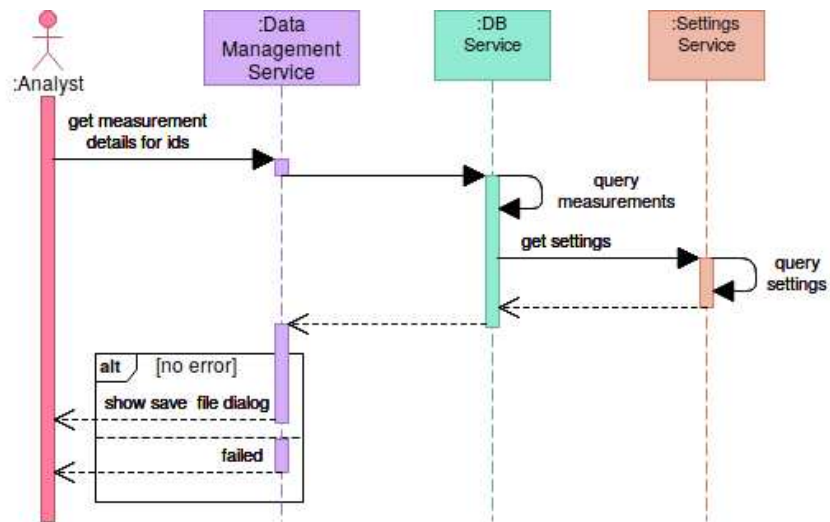 :Analyst
:Data
Management
Service
:DB
Service
:Settings
Service
get measurement
details for ids
query
measurements
get settings
query
settings
alt [no error]
show save file dialog
failed